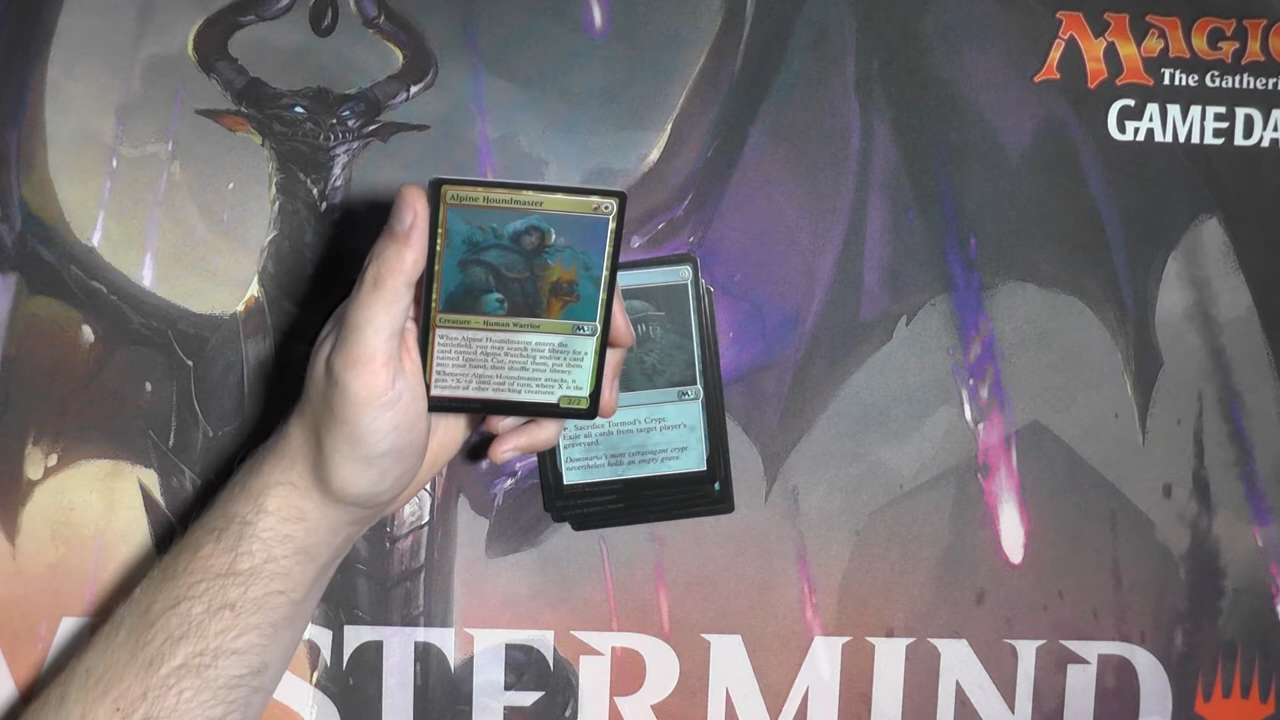 MAGIC
The Gatheri
GAME DA
Alpine Houndmaster
Creature — Human Warrior
M21
When Alpine Houndmaster enters the
battlefield, you may search your library for a
card named Alpine Watchdog and/or a card
named Igneous Cur, reveal them, put them
into your hand, then shuffle your library.
Whenever Alpine Houndmaster attacks, it
gets +X/+0 until end of turn, where X is the
number of other attacking creatures.
2/2
0
M21
, Sacrifice Tormod's Crypt:
Exile all cards from target player's
graveyard.
Dominaria's most extravagant crypt
nevertheless holds an empty grave.
STERMIND